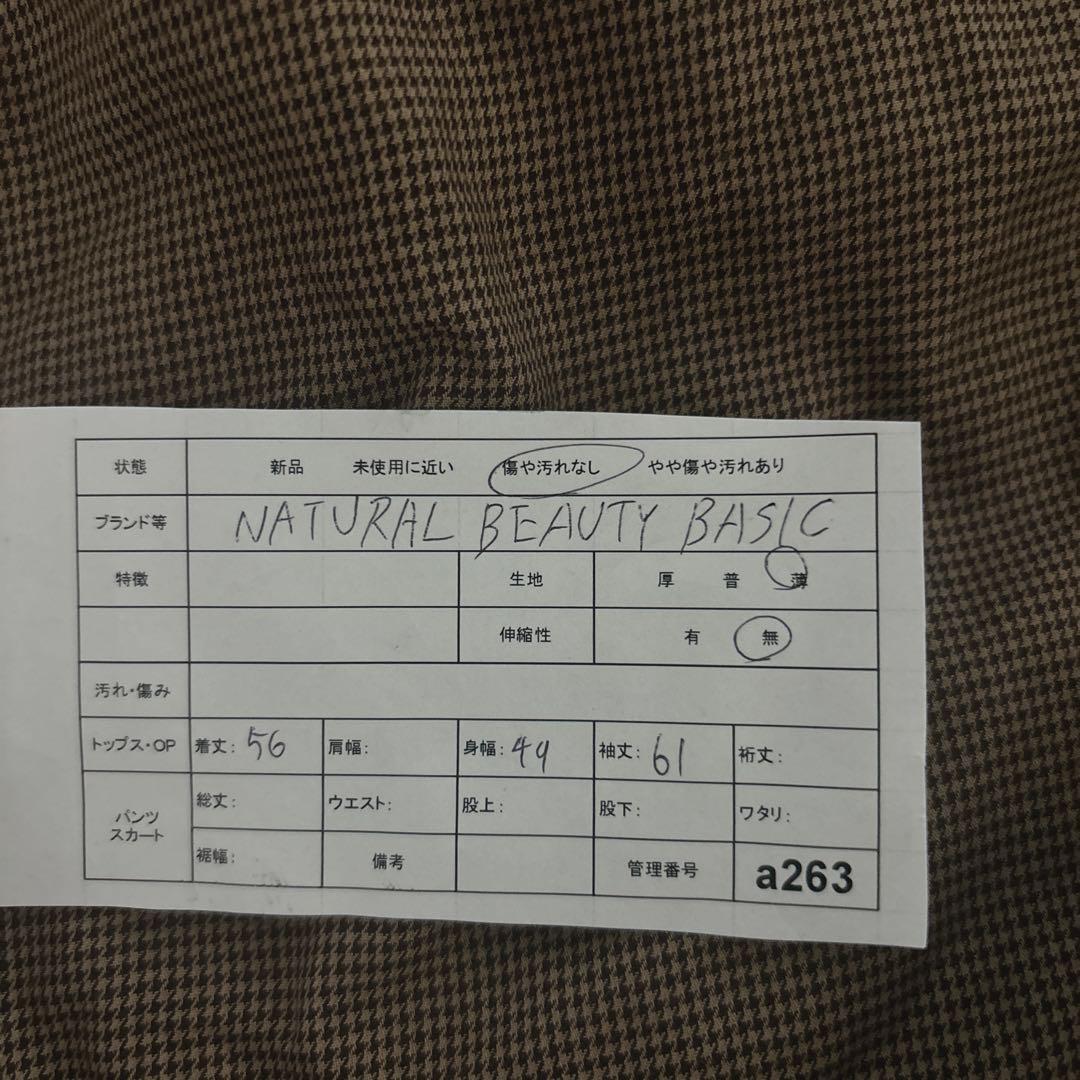 状態 新品 未使用に近い 傷や汚れなし やや傷や汚れあり
ブランド等 NATURAL BEAUTY BASIC
特徴 生地 厚 普 薄
伸縮性 有 無
汚れ・傷み
トップス・OP 着丈: 56 肩幅: 身幅: 49 袖丈: 61 裄丈:
パンツ スカート 総丈: ウエスト: 股上: 股下: ワタリ:
裾幅: 備考 管理番号 a263